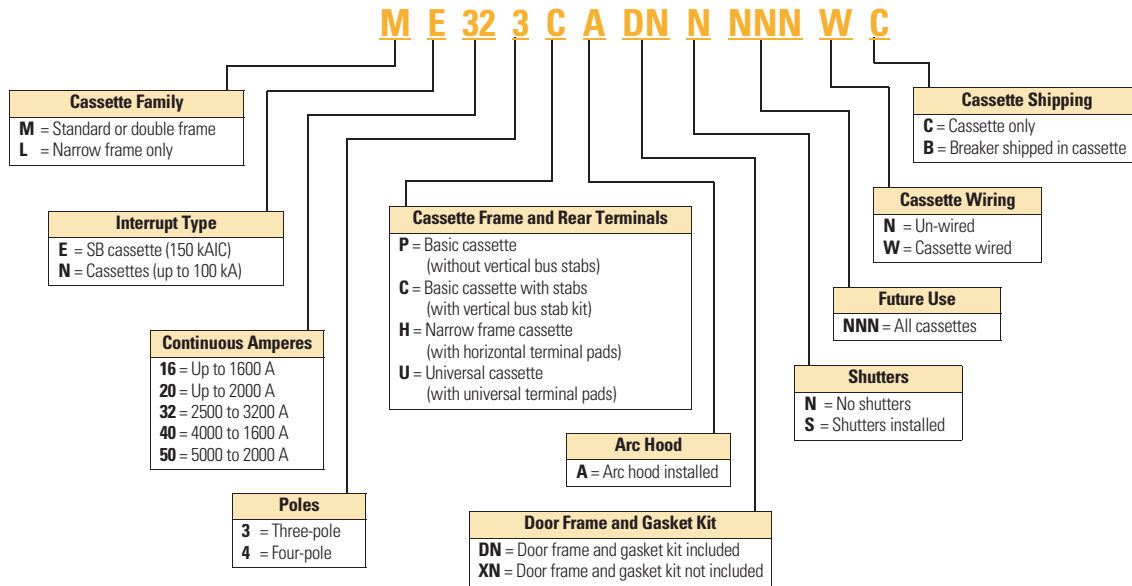 M E 32 3 C A DN N NNN W C
Cassette Family
M = Standard or double frame
L = Narrow frame only
Cassette Shipping
C = Cassette only
B = Breaker shipped in cassette
Interrupt Type
E = SB cassette (150 kAIC)
N = Cassettes (up to 100 kA)
Cassette Frame and Rear Terminals
P = Basic cassette
(without vertical bus stabs)
C = Basic cassette with stabs
(with vertical bus stab kit)
H = Narrow frame cassette
(with horizontal terminal pads)
U = Universal cassette
(with universal terminal pads)
Cassette Wiring
N = Un-wired
W = Cassette wired
Future Use
NNN = All cassettes
Continuous Amperes
16 = Up to 1600 A
20 = Up to 2000 A
32 = 2500 to 3200 A
40 = 4000 to 1600 A
50 = 5000 to 2000 A
Shutters
N = No shutters
S = Shutters installed
Arc Hood
A = Arc hood installed
Poles
3 = Three-pole
4 = Four-pole
Door Frame and Gasket Kit
DN = Door frame and gasket kit included
XN = Door frame and gasket kit not included